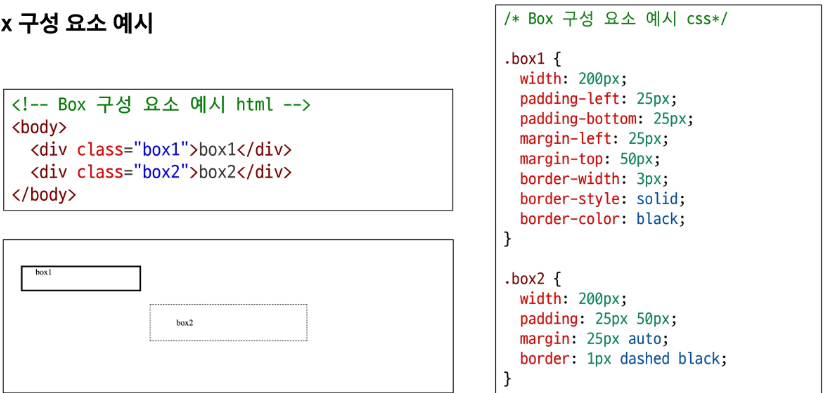 x 구성 요소 예시
<!-- Box 구성 요소 예시 html -->
<body>
<div class="box1">box1</div>
<div class="box2">box2</div>
</body>
box1
box2
/* Box 구성 요소 예시 css*/
.box1 {
width: 200px;
padding-left: 25px;
padding-bottom: 25px;
margin-left: 25px;
margin-top: 50px;
border-width: 3px;
border-style: solid;
border-color: black;
}
.box2 {
width: 200px;
padding: 25px 50px;
margin: 25px auto;
border: 1px dashed black;
}